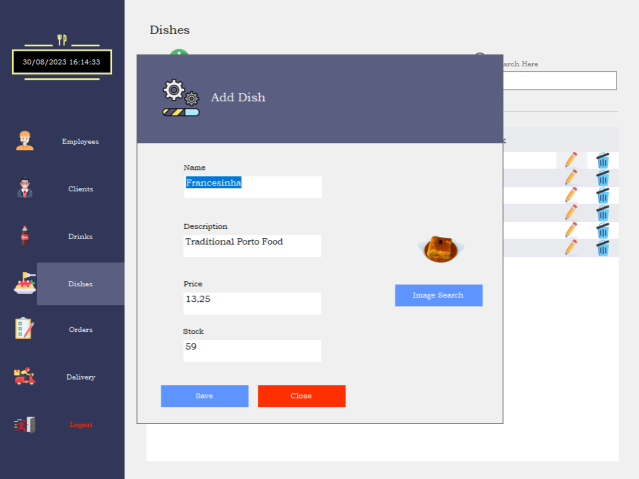 Dishes
30/08/2023 16:14:33
arch Here
Add Dish
Employees
Name
Francesinha
Clients
Description
Drinks
Traditional Porto Food
Dishes
Price
13,25
Image Search
Orders
Stock
59
Delivery
Save
Close
Logout